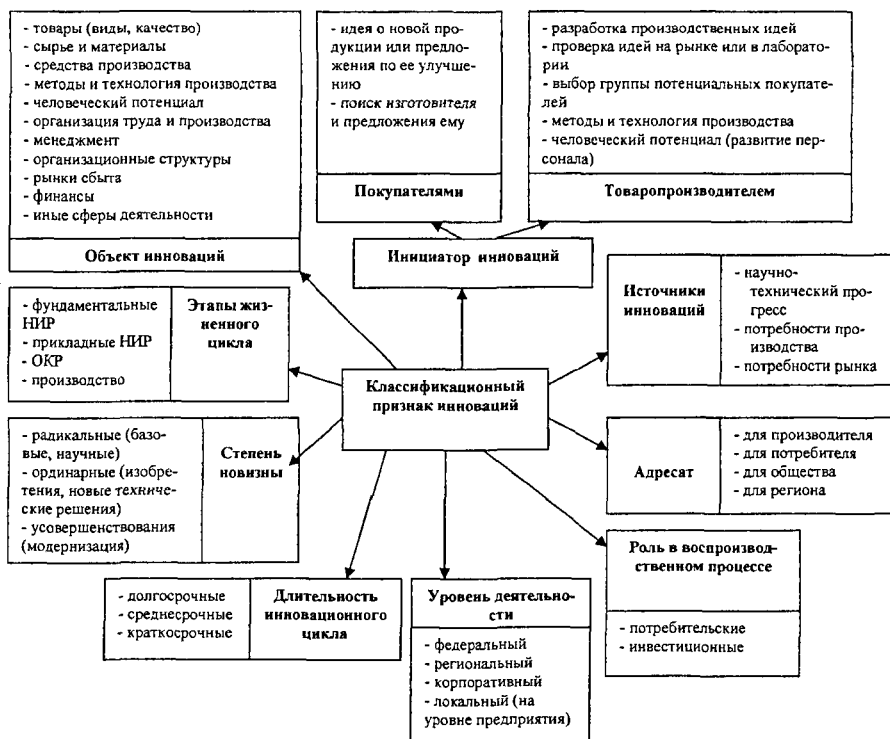 - товары (виды, качество)
- сырье и материалы
- средства производства
- методы и технология производства
- человеческий потенциал
- организация труда и производства
- менеджмент
- организационные структуры
- рынки сбыта
- финансы
- иные сферы деятельности
Объект инноваций
- идея о новой про-
дукции или предло-
жения по ее улучше-
нию
- поиск изготовителя
и предложения ему
Покупателями
- разработка производственных идей
- проверка идей на рынке или в лаборато-
рии
- выбор группы потенциальных покупате-
лей
- методы и технология производства
- человеческий потенциал (развитие пер-
сонала)
Товаропроизводителем
Инициатор инноваций
- фундаментальные
НИР
- прикладные НИР
- ОКР
- производство
Этапы жиз-
ненного
цикла
Источники
инноваций
- научно-
технический про-
гресс
- потребности про-
изводства
- потребности рынка
Классификационный
признак инноваций
- радикальные (базо-
вые, научные)
- ординарные (изобре-
тения, новые техниче-
ские решения)
- усовершенствования
(модернизация)
Степень
новизны
Адресат
- для производителя
- для потребителя
- для общества
- для региона
- долгосрочные
- среднесрочные
- краткосрочные
Длительность
инновационного
цикла
Уровень деятельно-
сти
- федеральный
- региональный
- корпоративный
- локальный (на
уровне предприятия)
Роль в воспроизвод-
ственном процессе
- потребительские
- инвестиционные